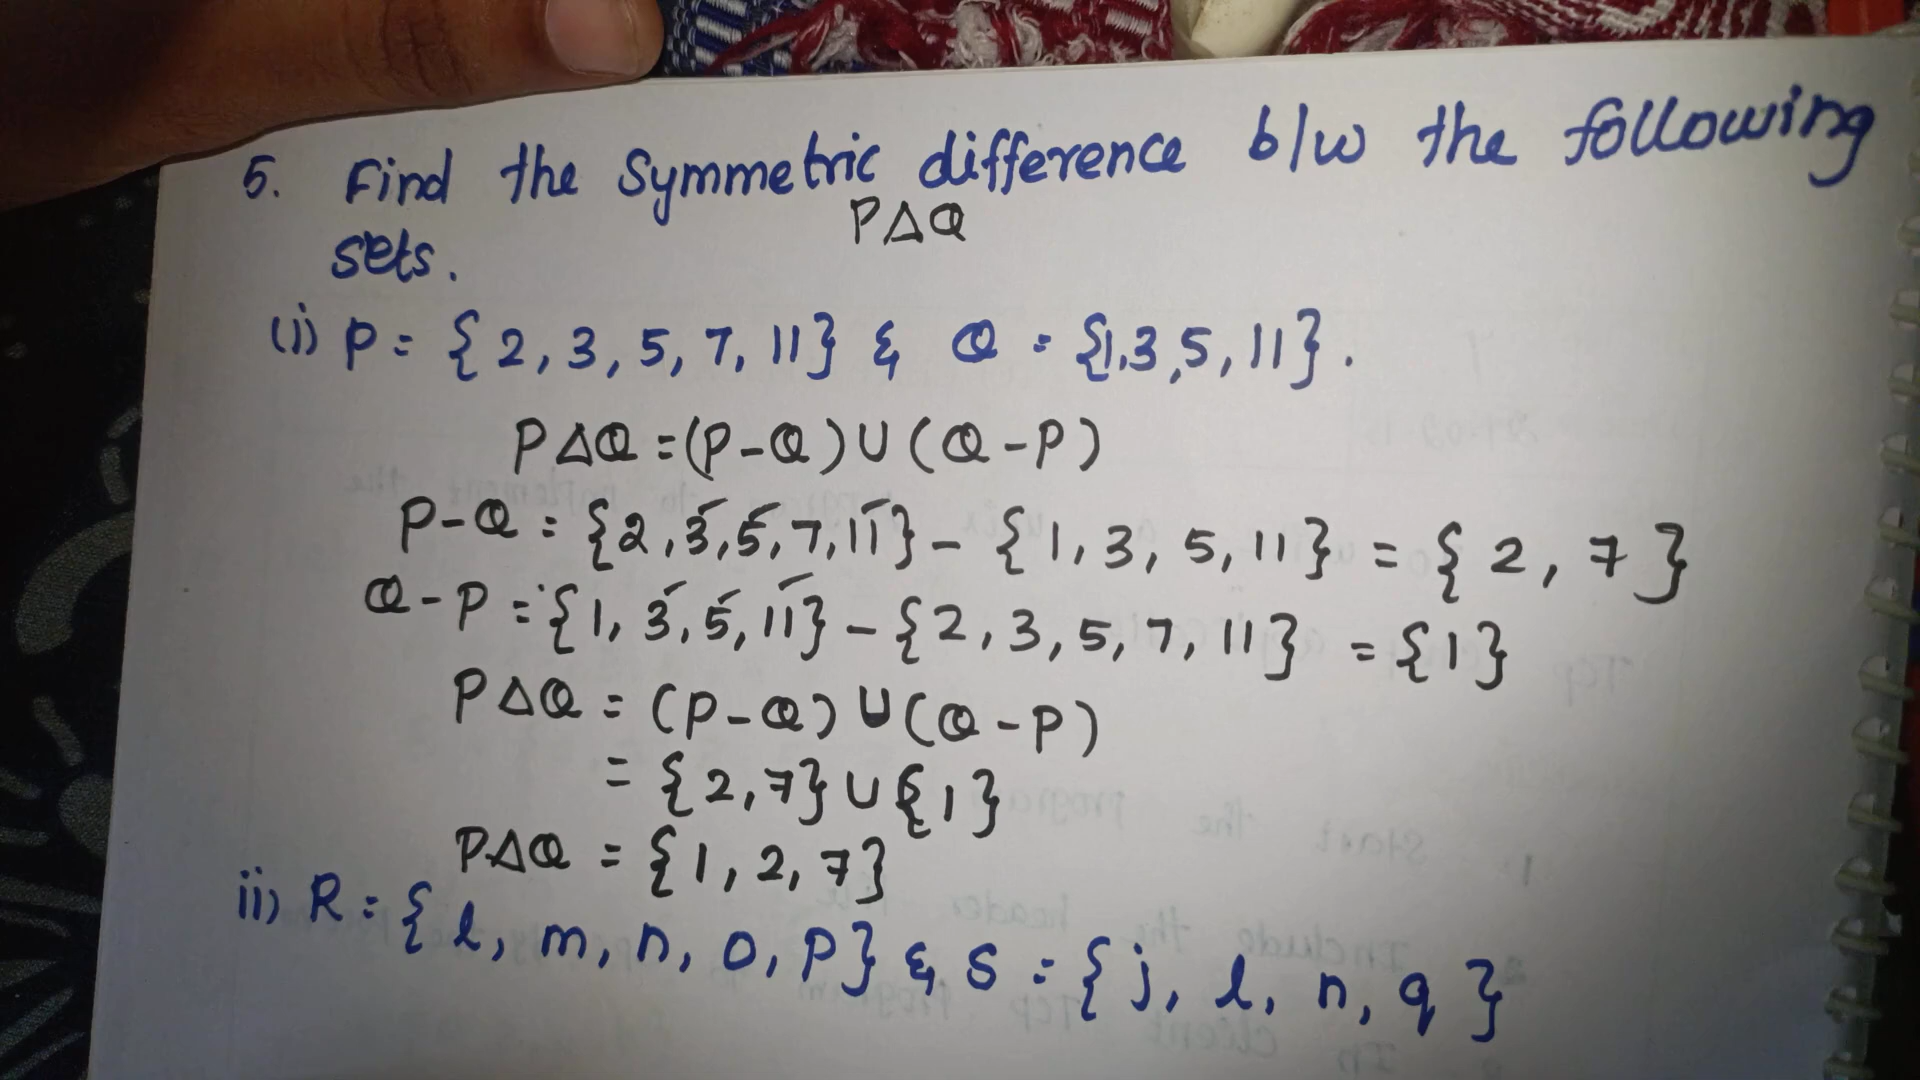 5. Find the Symmetric difference b/w the following
sets.
P∆Q
(i) P = {2, 3, 5, 7, 11} & Q = {1,3,5,11}.
P∆Q = (P-Q) U (Q-P)
P-Q = {2,3,5,7,11} - {1,3,5,11} = {2,7}
Q-P = {1,3,5,11} - {2,3,5,7,11} = {1}
P∆Q = (P-Q) U (Q-P)
= {2,7} U {1}
P∆Q = {1,2,7}
ii) R = {l, m, n, o, p} & S = {j, l, n, q}